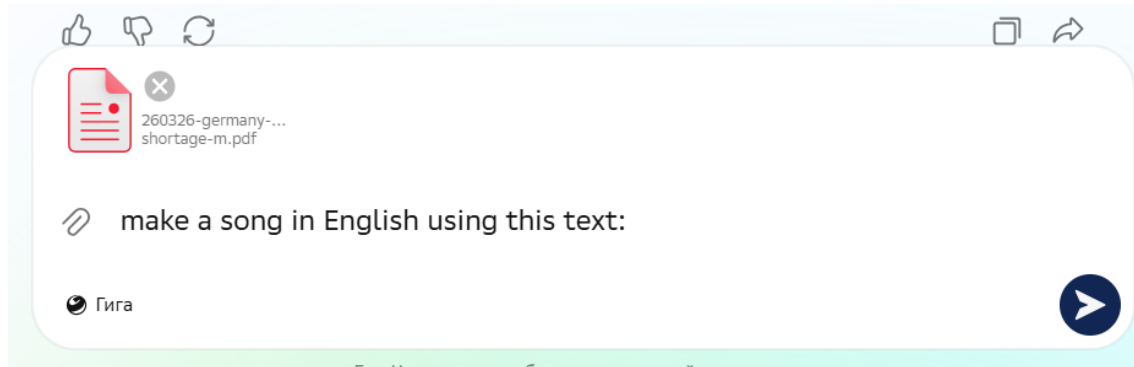 260326-germany-...
shortage-m.pdf
make a song in English using this text:
Гига